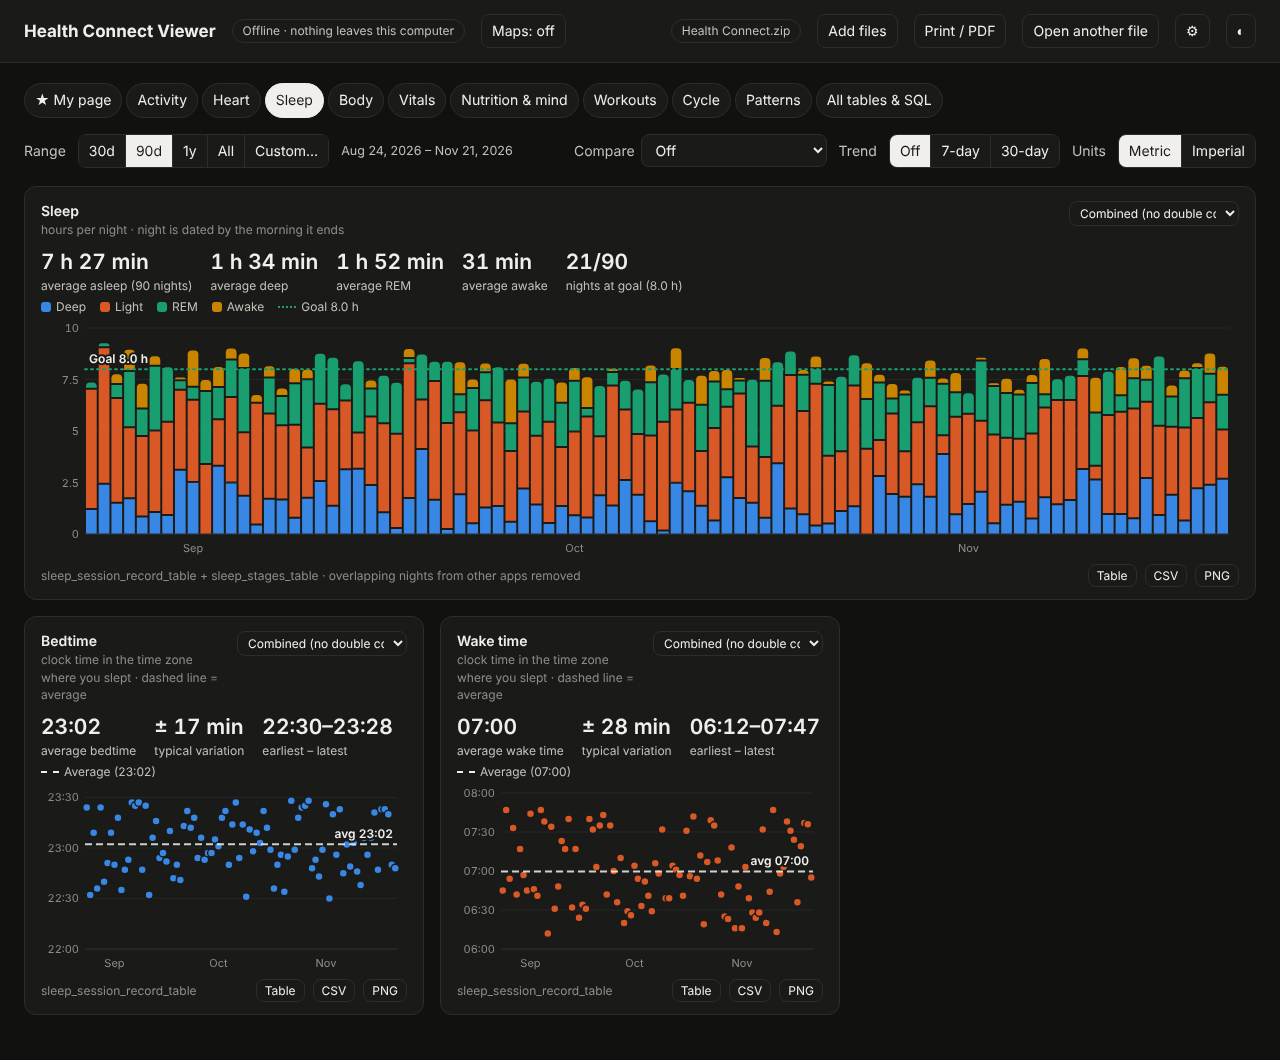 Health Connect Viewer
Offline · nothing leaves this computer
Maps: off
Health Connect.zip
Add files
Print / PDF
Open another file
★ My page
Activity
Heart
Sleep
Body
Vitals
Nutrition & mind
Workouts
Cycle
Patterns
All tables & SQL
Range
30d
90d
1y
All
Custom...
Aug 24, 2026 – Nov 21, 2026
Compare
Off
Trend
Off
7-day
30-day
Units
Metric
Imperial
Sleep
hours per night · night is dated by the morning it ends
Combined (no double cc
7 h 27 min
average asleep (90 nights)
1 h 34 min
average deep
1 h 52 min
average REM
31 min
average awake
21/90
nights at goal (8.0 h)
Deep
Light
REM
Awake
Goal 8.0 h
10
7.5
5
2.5
0
Goal 8.0 h
Sep
Oct
Nov
sleep_session_record_table + sleep_stages_table · overlapping nights from other apps removed
Table
CSV
PNG
Bedtime
clock time in the time zone
where you slept · dashed line =
average
Combined (no double cc
23:02
average bedtime
± 17 min
typical variation
22:30–23:28
earliest – latest
Average (23:02)
23:30
23:00
22:30
22:00
avg 23:02
Sep
Oct
Nov
sleep_session_record_table
Table
CSV
PNG
Wake time
clock time in the time zone
where you slept · dashed line =
average
Combined (no double cc
07:00
average wake time
± 28 min
typical variation
06:12–07:47
earliest – latest
Average (07:00)
08:00
07:30
07:00
06:30
06:00
avg 07:00
Sep
Oct
Nov
sleep_session_record_table
Table
CSV
PNG